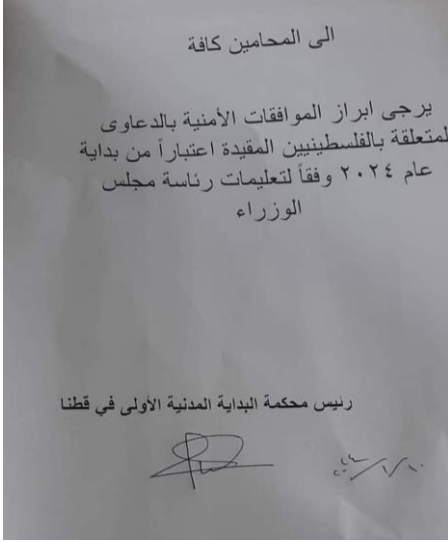 الى المحامين كافة
يرجى ابراز الموافقات الأمنية بالدعاوى
لمتعلقة بالفلسطينيين المقيدة اعتباراً من بداية
عام ٢٠٢٤ وفقاً لتعليمات رئاسة مجلس
الوزراء
رئيس محكمة البداية المدنية الأولى في قطنا